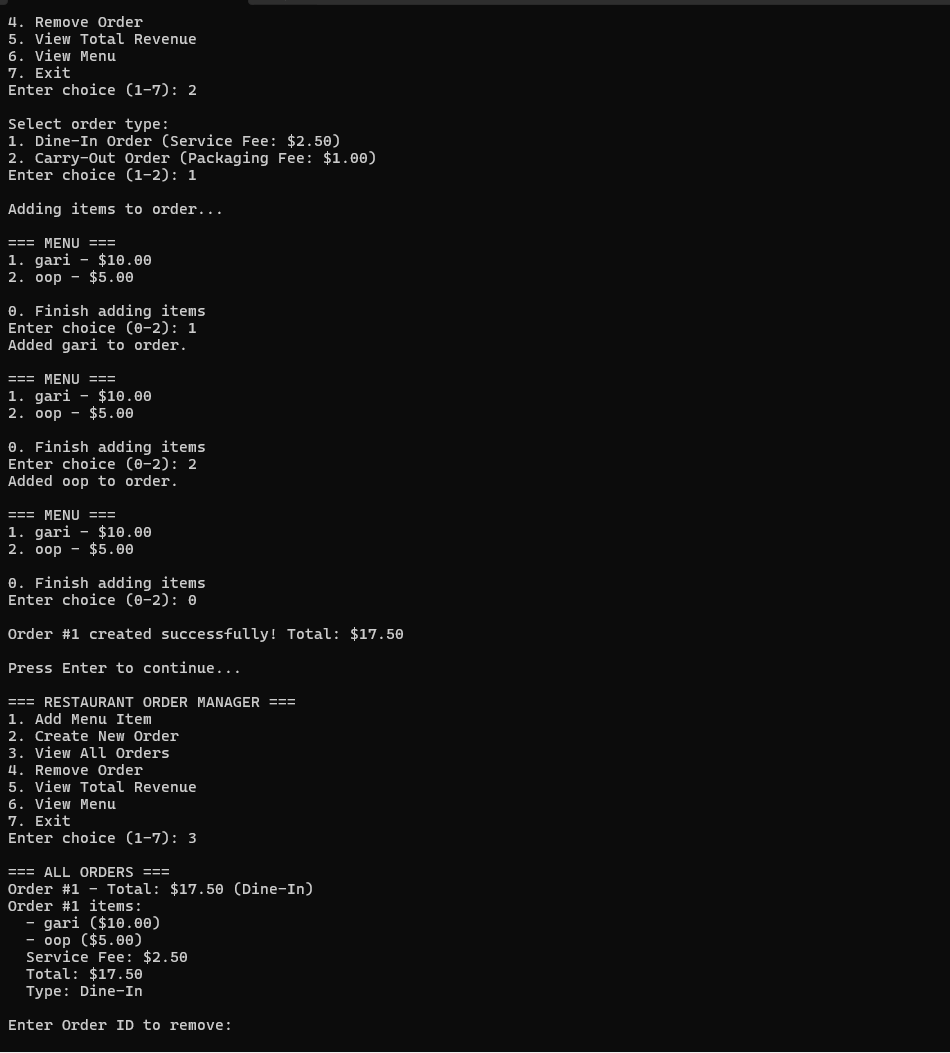 4. Remove Order
5. View Total Revenue
6. View Menu
7. Exit
Enter choice (1-7): 2

Select order type:
1. Dine-In Order (Service Fee: $2.50)
2. Carry-Out Order (Packaging Fee: $1.00)
Enter choice (1-2): 1

Adding items to order...

=== MENU ===
1. gari - $10.00
2. oop - $5.00

0. Finish adding items
Enter choice (0-2): 1
Added gari to order.

=== MENU ===
1. gari - $10.00
2. oop - $5.00

0. Finish adding items
Enter choice (0-2): 2
Added oop to order.

=== MENU ===
1. gari - $10.00
2. oop - $5.00

0. Finish adding items
Enter choice (0-2): 0

Order #1 created successfully! Total: $17.50

Press Enter to continue...

=== RESTAURANT ORDER MANAGER ===
1. Add Menu Item
2. Create New Order
3. View All Orders
4. Remove Order
5. View Total Revenue
6. View Menu
7. Exit
Enter choice (1-7): 3

=== ALL ORDERS ===
Order #1 - Total: $17.50 (Dine-In)
Order #1 items:
  - gari ($10.00)
  - oop ($5.00)
  Service Fee: $2.50
  Total: $17.50
  Type: Dine-In

Enter Order ID to remove: